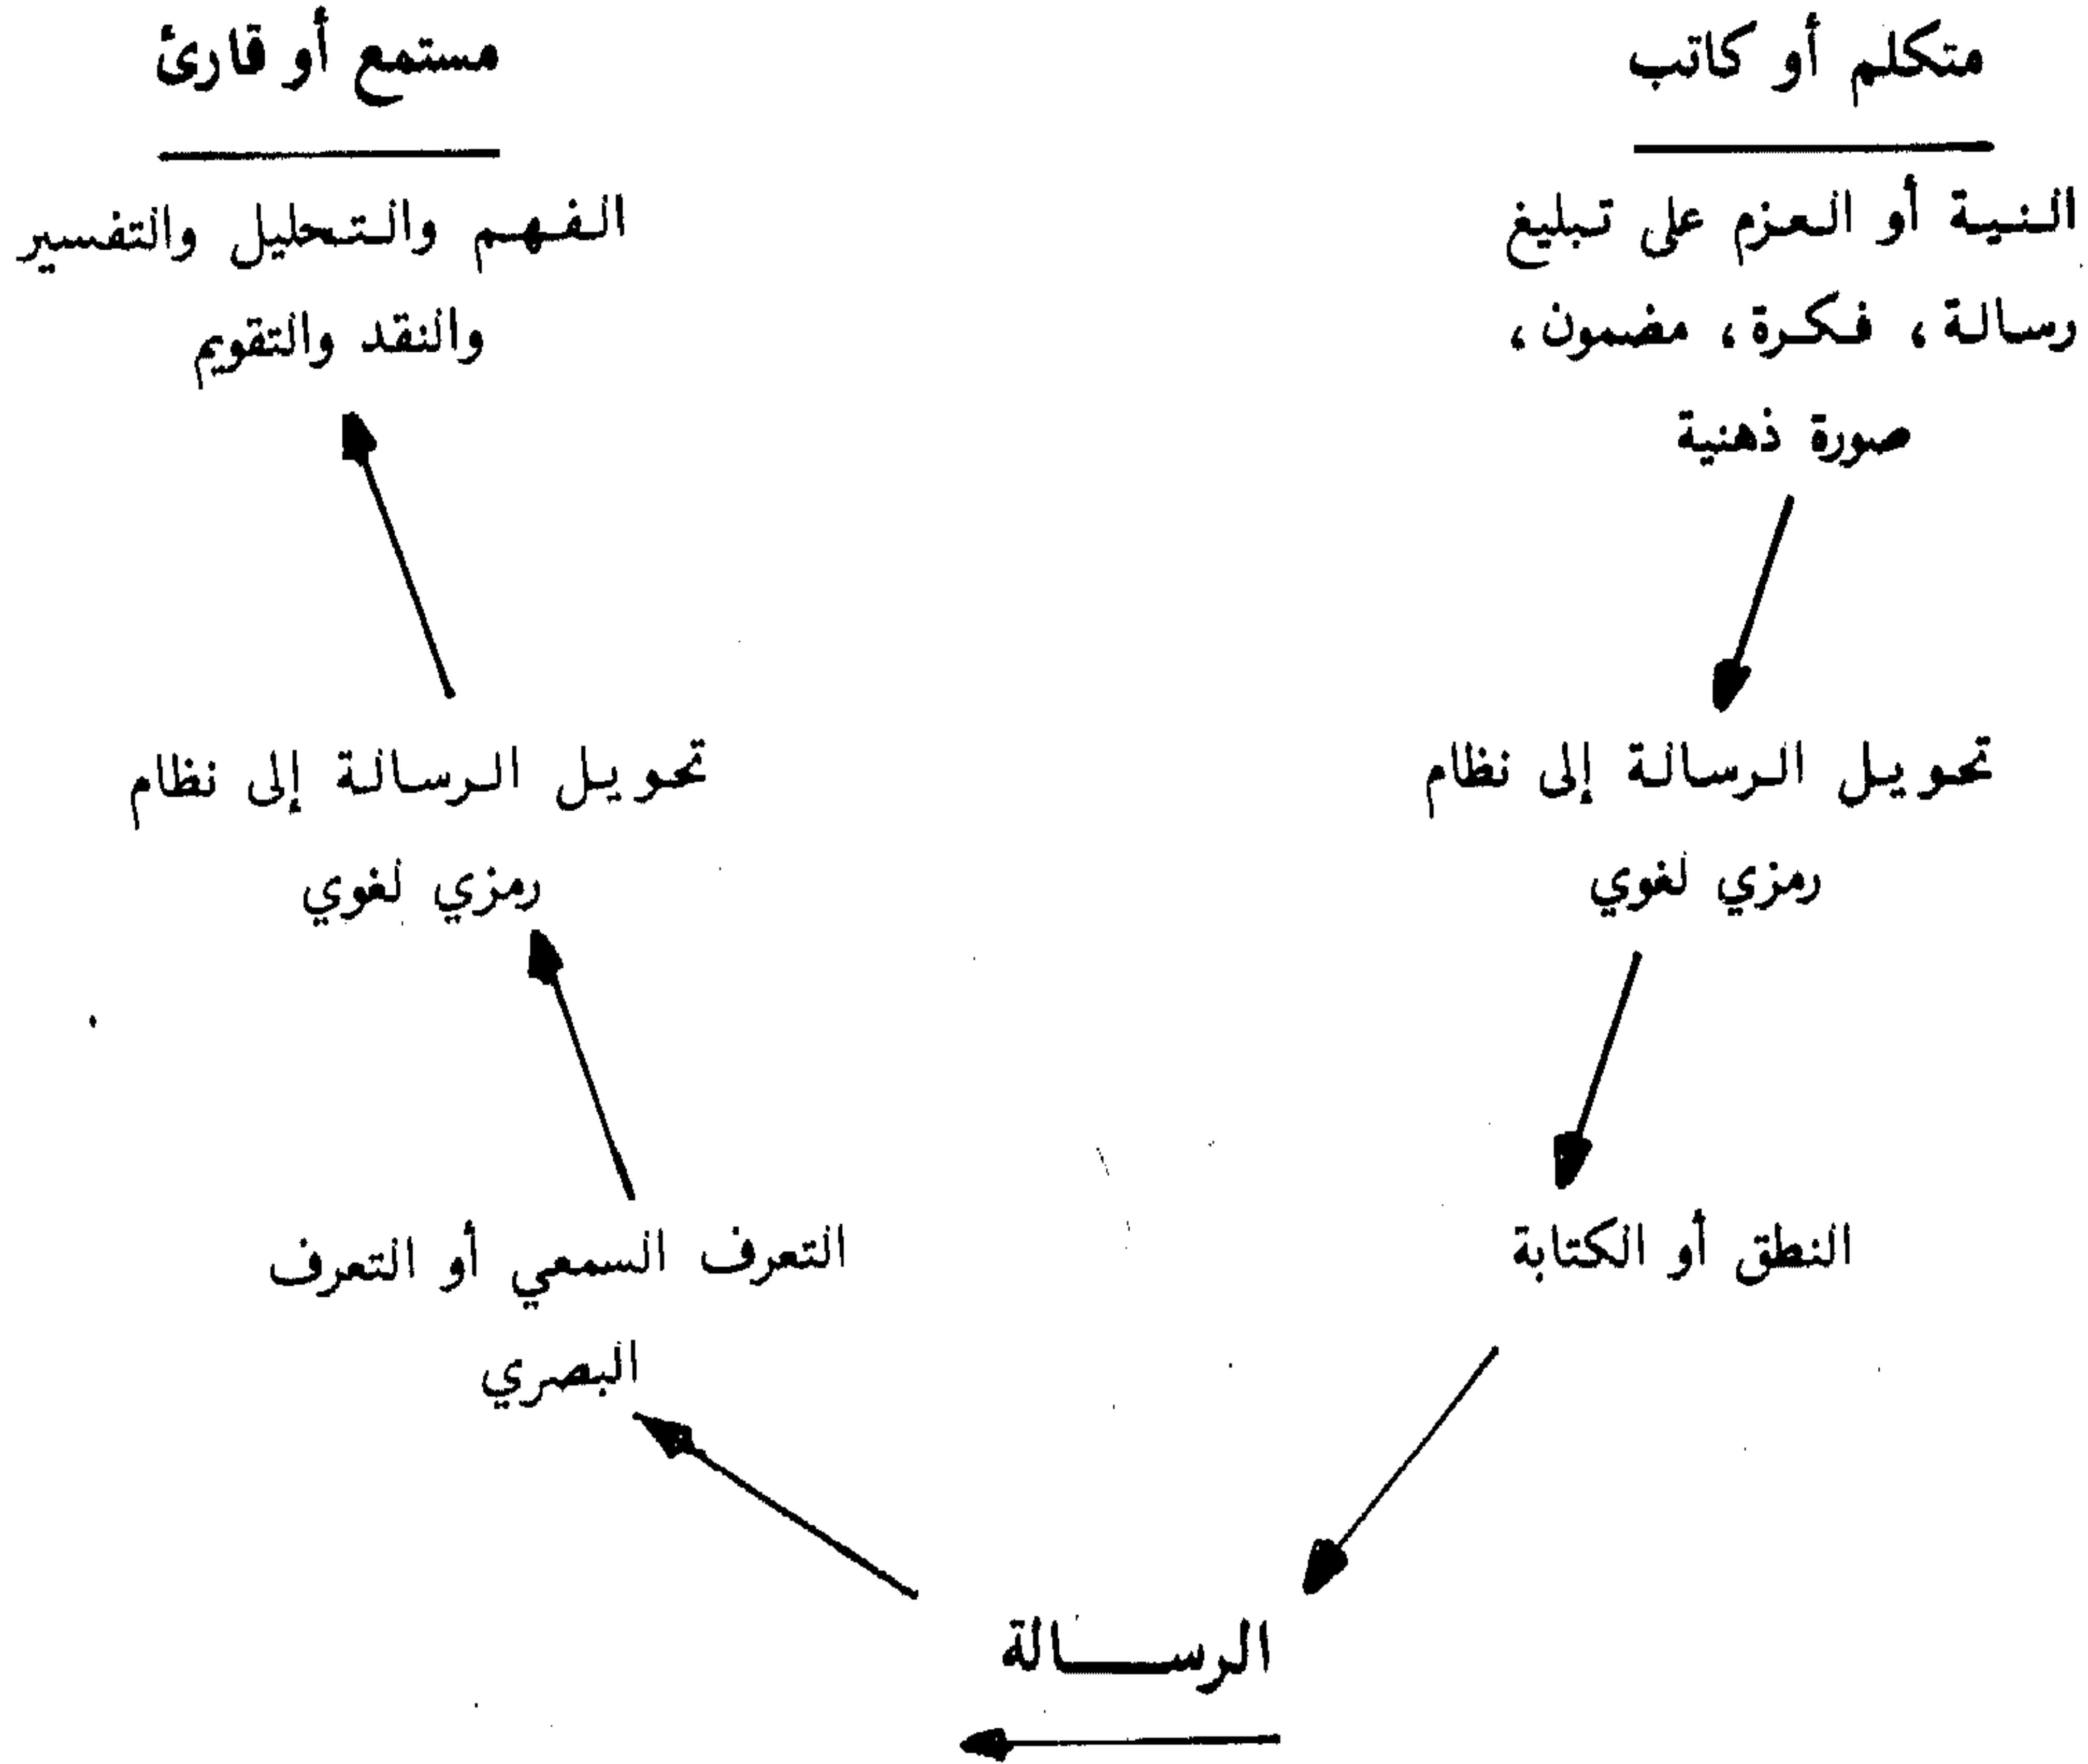 متكلم أو كاتب
النية أو العزم على تبليغ
رسالة، فكرة، مضمون،
صورة ذهنية
تحويل الرسالة إلى نظام
رمزي لغوي
النطق أو الكتابة
الرســالة
مستمع أو قارئ
الفهم والتحليل والتفسير
والنقد والتقويم
تحويل الرسالة إلى نظام
رمزي لغوي
التعرف السمعي أو التعرف
البصري